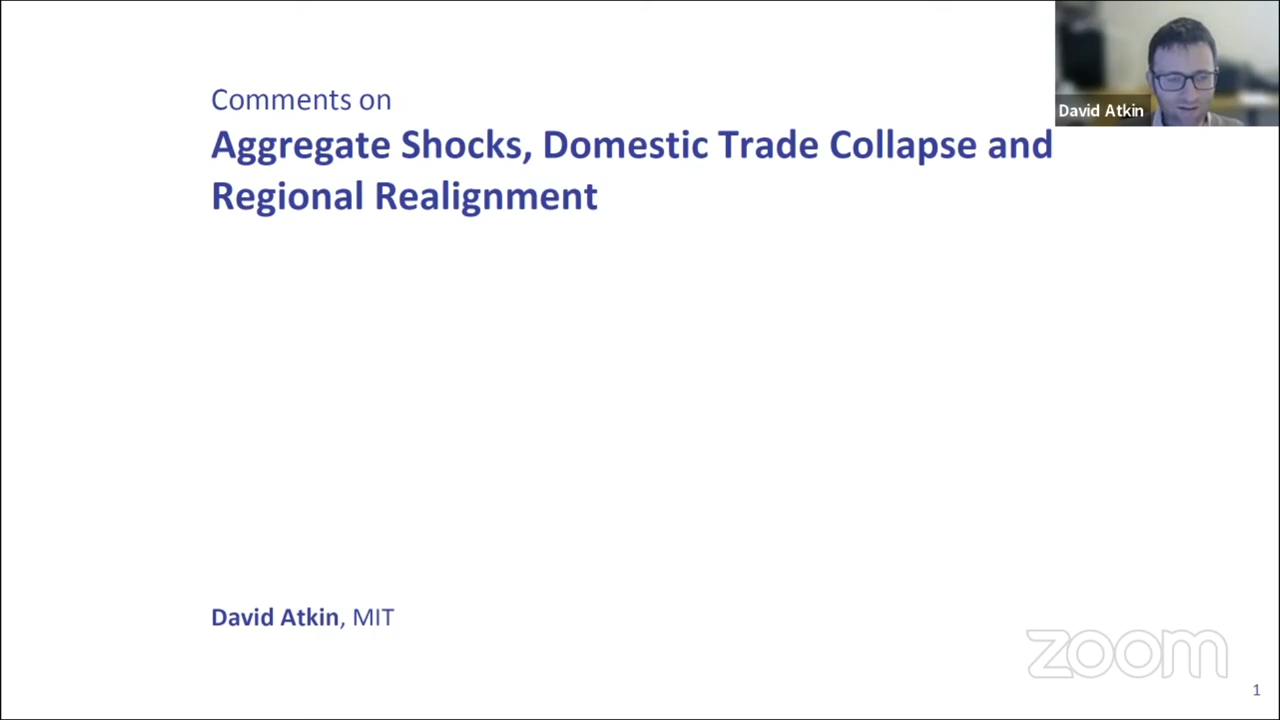 Comments on
Aggregate Shocks, Domestic Trade Collapse and
Regional Realignment
David Atkin
David Atkin, MIT
zoom
1